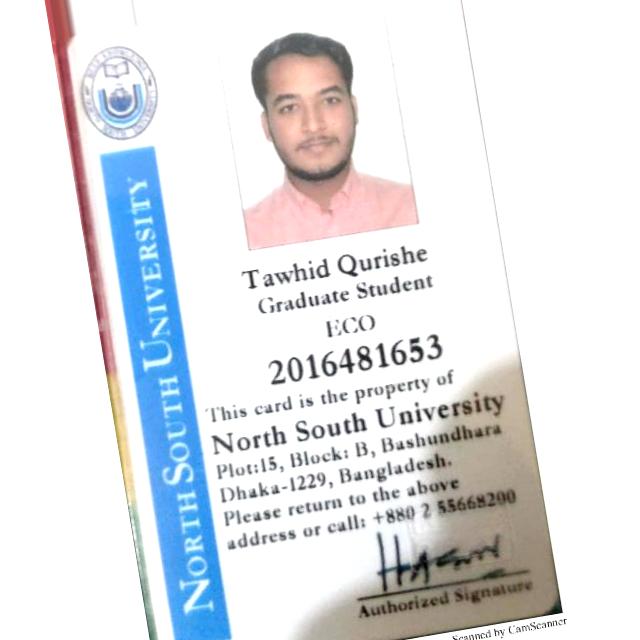 NORTH SOUTH UNIVERSITY
Tawhid Qurishe
Graduate Student
ECO
2016481653
This card is the property of
North South University
Plot:15, Block: B, Bashundhara
Dhaka-1229, Bangladesh.
Please return to the above
address or call: +880 2 55668200
Authorized Signature
Scanned by CamScanner